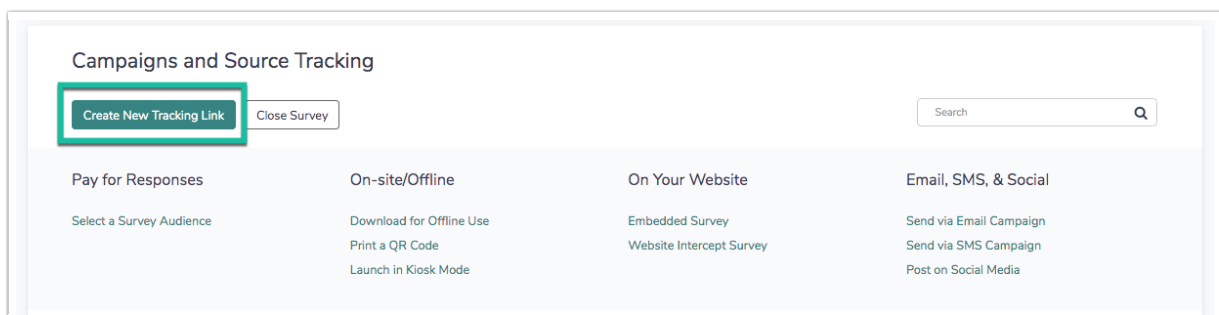 Campaigns and Source Tracking
Create New Tracking Link
Close Survey
Search
Pay for Responses
Select a Survey Audience
On-site/Offline
Download for Offline Use
Print a QR Code
Launch in Kiosk Mode
On Your Website
Embedded Survey
Website Intercept Survey
Email, SMS, & Social
Send via Email Campaign
Send via SMS Campaign
Post on Social Media